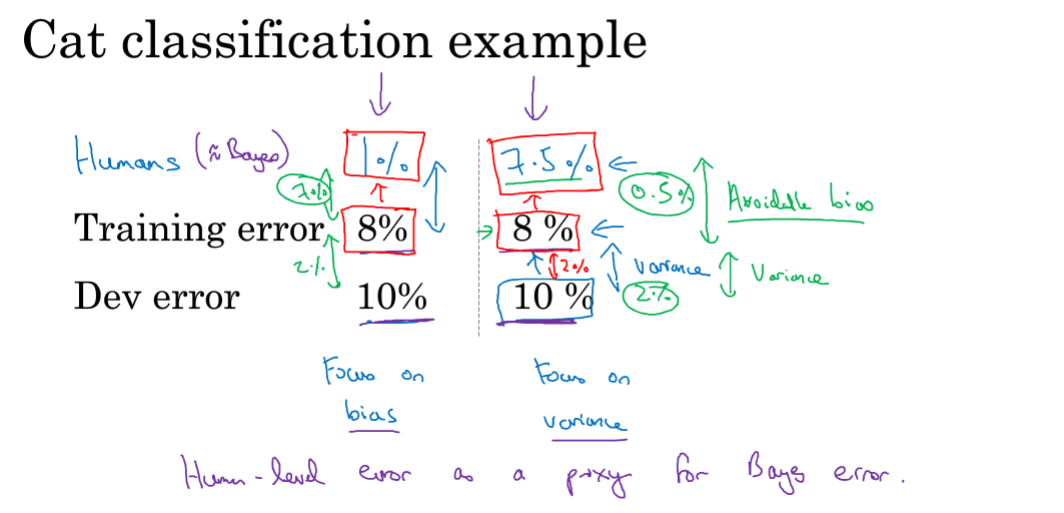 Cat classification example
Humans (≈ Bayes) 1% 7.5%
7% 0.5% Avoidable bias
Training error 8% 8 %
2% 2% variance Variance
Dev error 10% 10 % 2%
Focus on Focus on
bias variance
Human-level error as a proxy for Bayes error.